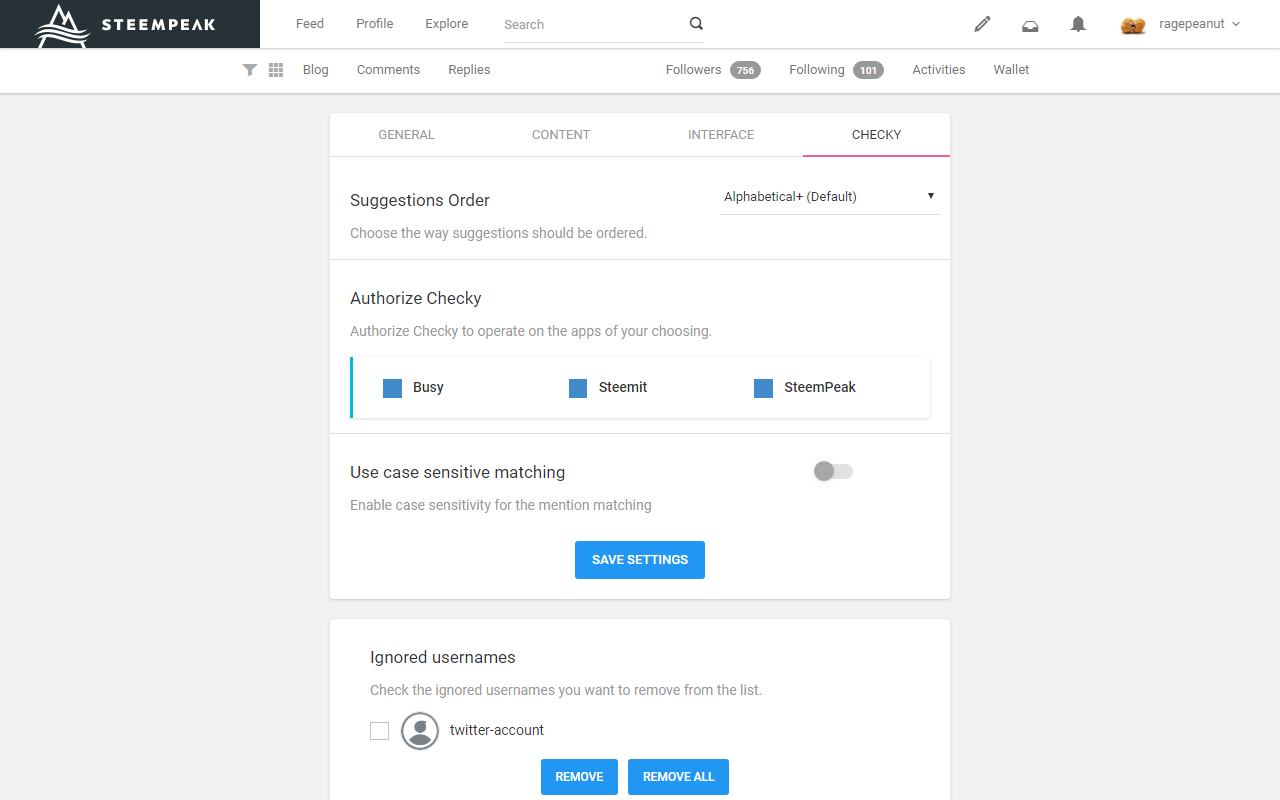 STEEMPEAK Feed Profile Explore Search ragepeanut
Blog Comments Replies Followers 756 Following 101 Activities Wallet
GENERAL CONTENT INTERFACE CHECKY
Suggestions Order Alphabetical+ (Default)
Choose the way suggestions should be ordered.
Authorize Checky
Authorize Checky to operate on the apps of your choosing.
Busy Steemit SteemPeak
Use case sensitive matching
Enable case sensitivity for the mention matching
SAVE SETTINGS
Ignored usernames
Check the ignored usernames you want to remove from the list.
twitter-account
REMOVE REMOVE ALL